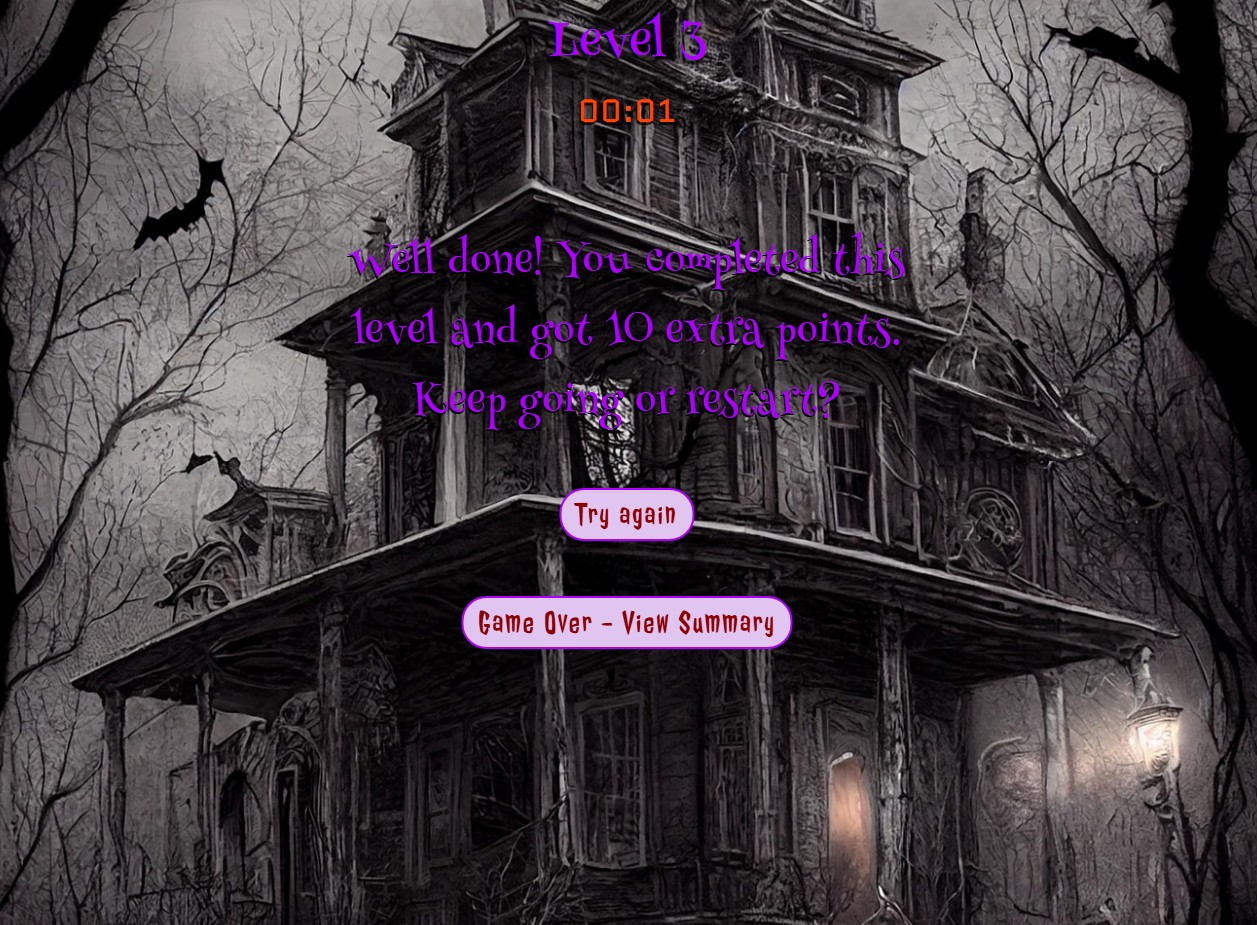 Level 3
00:01
Well done! You completed this
level and got 10 extra points.
Keep going or restart?
Try again
Game Over - View Summary